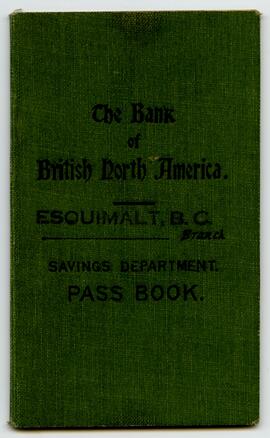 The Bank
of
British North America.
ESQUIMALT, B.C.
Branch
SAVINGS DEPARTMENT.
PASS BOOK.